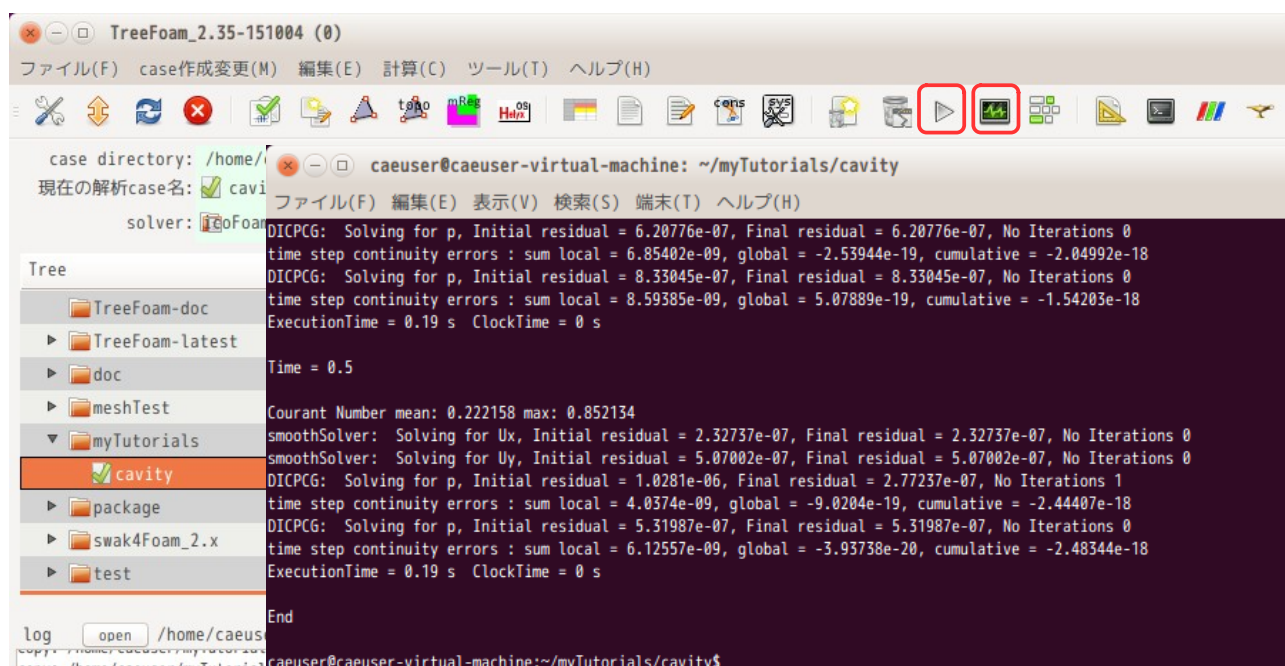 TreeFoam_2.35-151004 (0)
ファイル(F) case作成変更(M) 編集(E) 計算(C) ツール(T) ヘルプ(H)
topo mReg OS Helyx cons sys
case directory: /home/
現在の解析case名: cavi
solver: icoFoam
Tree
TreeFoam-doc
TreeFoam-latest
doc
meshTest
myTutorials
cavity
package
swak4Foam_2.x
test
log open /home/caeus
caeuser@caeuser-virtual-machine: ~/myTutorials/cavity
ファイル(F) 編集(E) 表示(V) 検索(S) 端末(T) ヘルプ(H)
DICPCG: Solving for p, Initial residual = 6.20776e-07, Final residual = 6.20776e-07, No Iterations 0
time step continuity errors : sum local = 6.85402e-09, global = -2.53944e-19, cumulative = -2.04992e-18
DICPCG: Solving for p, Initial residual = 8.33045e-07, Final residual = 8.33045e-07, No Iterations 0
time step continuity errors : sum local = 8.59385e-09, global = 5.07889e-19, cumulative = -1.54203e-18
ExecutionTime = 0.19 s ClockTime = 0 s
Time = 0.5
Courant Number mean: 0.222158 max: 0.852134
smoothSolver: Solving for Ux, Initial residual = 2.32737e-07, Final residual = 2.32737e-07, No Iterations 0
smoothSolver: Solving for Uy, Initial residual = 5.07002e-07, Final residual = 5.07002e-07, No Iterations 0
DICPCG: Solving for p, Initial residual = 1.0281e-06, Final residual = 2.77237e-07, No Iterations 1
time step continuity errors : sum local = 4.0374e-09, global = -9.0204e-19, cumulative = -2.44407e-18
DICPCG: Solving for p, Initial residual = 5.31987e-07, Final residual = 5.31987e-07, No Iterations 0
time step continuity errors : sum local = 6.12557e-09, global = -3.93738e-20, cumulative = -2.48344e-18
ExecutionTime = 0.19 s ClockTime = 0 s
End
caeuser@caeuser-virtual-machine:~/myTutorials/cavity$